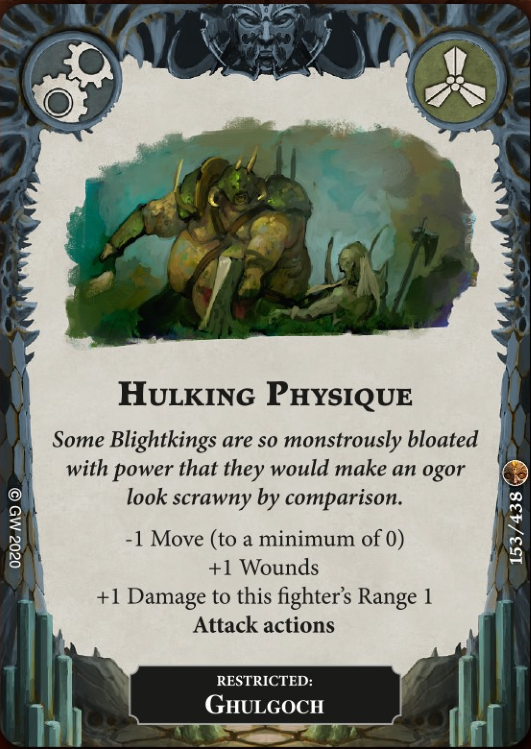 Hulking Physique
Some Blightkings are so monstrously bloated
with power that they would make an ogor
look scrawny by comparison.
-1 Move (to a minimum of 0)
+1 Wounds
+1 Damage to this fighter's Range 1
Attack actions
© GW 2020
153/438
RESTRICTED:
Ghulgoch